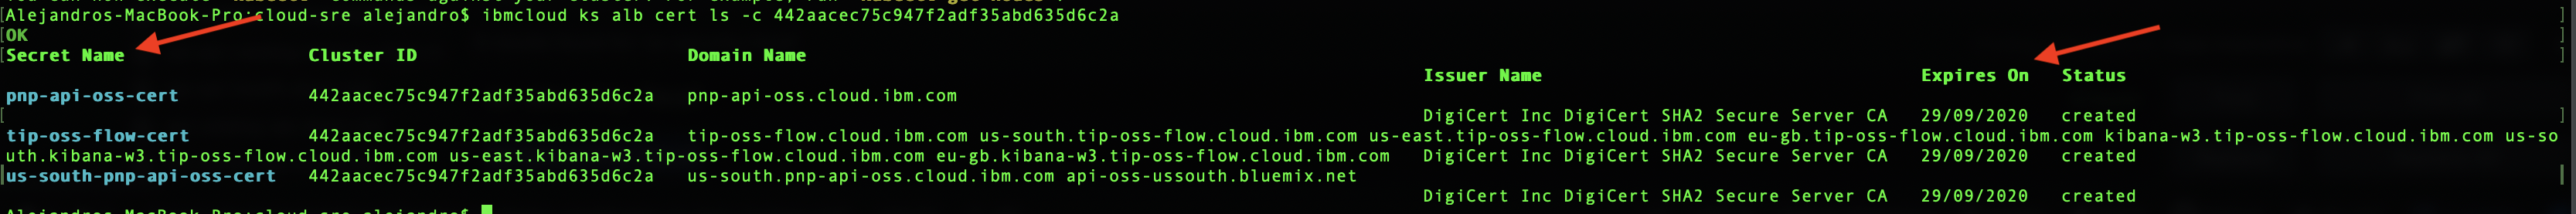 Alejandros-MacBook-Pro:cloud-sre alejandro$ ibmcloud ks alb cert ls -c 442aacec75c947f2adf35abd635d6c2a ]
[OK ]
[Secret Name Cluster ID Domain Name ]
Issuer Name Expires On Status
pnp-api-oss-cert 442aacec75c947f2adf35abd635d6c2a pnp-api-oss.cloud.ibm.com
[ DigiCert Inc DigiCert SHA2 Secure Server CA 29/09/2020 created ]
tip-oss-flow-cert 442aacec75c947f2adf35abd635d6c2a tip-oss-flow.cloud.ibm.com us-south.tip-oss-flow.cloud.ibm.com us-east.tip-oss-flow.cloud.ibm.com eu-gb.tip-oss-flow.cloud.ibm.com kibana-w3.tip-oss-flow.cloud.ibm.com us-so
uth.kibana-w3.tip-oss-flow.cloud.ibm.com us-east.kibana-w3.tip-oss-flow.cloud.ibm.com eu-gb.kibana-w3.tip-oss-flow.cloud.ibm.com DigiCert Inc DigiCert SHA2 Secure Server CA 29/09/2020 created
us-south-pnp-api-oss-cert 442aacec75c947f2adf35abd635d6c2a us-south.pnp-api-oss.cloud.ibm.com api-oss-ussouth.bluemix.net
DigiCert Inc DigiCert SHA2 Secure Server CA 29/09/2020 created
Alejandros-MacBook-Pro:cloud-sre alejandro$